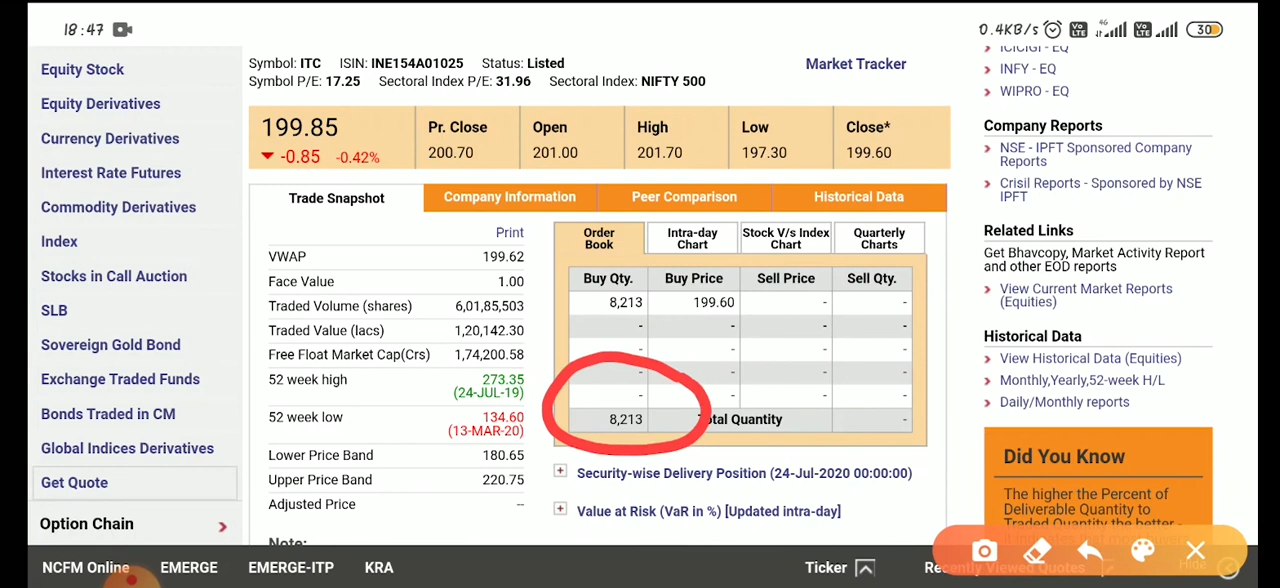 18:47
0.4KB/s
4G
30
Equity Stock
Equity Derivatives
Currency Derivatives
Interest Rate Futures
Commodity Derivatives
Index
Stocks in Call Auction
SLB
Sovereign Gold Bond
Exchange Traded Funds
Bonds Traded in CM
Global Indices Derivatives
Get Quote
Option Chain
Symbol: ITC ISIN: INE154A01025 Status: Listed
Symbol P/E: 17.25 Sectoral Index P/E: 31.96 Sectoral Index: NIFTY 500
Market Tracker
199.85 Pr. Close Open High Low Close*
-0.85 -0.42% 200.70 201.00 201.70 197.30 199.60
Trade Snapshot Company Information Peer Comparison Historical Data
Print
VWAP 199.62
Face Value 1.00
Traded Volume (shares) 6,01,85,503
Traded Value (lacs) 1,20,142.30
Free Float Market Cap(Crs) 1,74,200.58
52 week high 273.35
(24-JUL-19)
52 week low 134.60
(13-MAR-20)
Lower Price Band 180.65
Upper Price Band 220.75
Adjusted Price --
Note:
Order Book
Intra-day Chart
Stock V/s Index Chart
Quarterly Charts
Buy Qty. Buy Price Sell Price Sell Qty.
8,213 199.60 - -
- - - -
- - - -
- - -
- - -
8,213 Total Quantity -
Security-wise Delivery Position (24-Jul-2020 00:00:00)
Value at Risk (VaR in %) [Updated intra-day]
ICICIGI - EQ
INFY - EQ
WIPRO - EQ
Company Reports
NSE - IPFT Sponsored Company
Reports
Crisil Reports - Sponsored by NSE
IPFT
Related Links
Get Bhavcopy, Market Activity Report
and other EOD reports
View Current Market Reports
(Equities)
Historical Data
View Historical Data (Equities)
Monthly,Yearly,52-week H/L
Daily/Monthly reports
Did You Know
The higher the Percent of
Deliverable Quantity to
Traded Quantity the better -
NCFM Online EMERGE EMERGE-ITP KRA Ticker Recently Viewed Quotes Hide